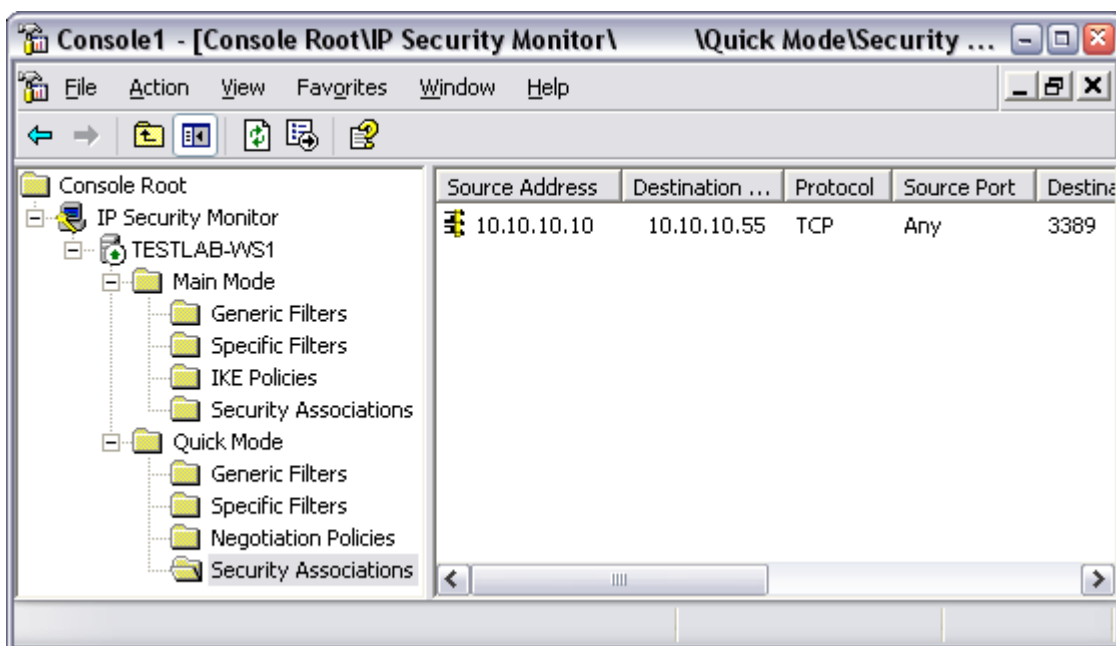 Console1 - [Console Root\IP Security Monitor\ \Quick Mode\Security ...
File Action View Favorites Window Help
Console Root
IP Security Monitor
TESTLAB-WS1
Main Mode
Generic Filters
Specific Filters
IKE Policies
Security Associations
Quick Mode
Generic Filters
Specific Filters
Negotiation Policies
Security Associations
Source Address Destination ... Protocol Source Port Destina
10.10.10.10 10.10.10.55 TCP Any 3389